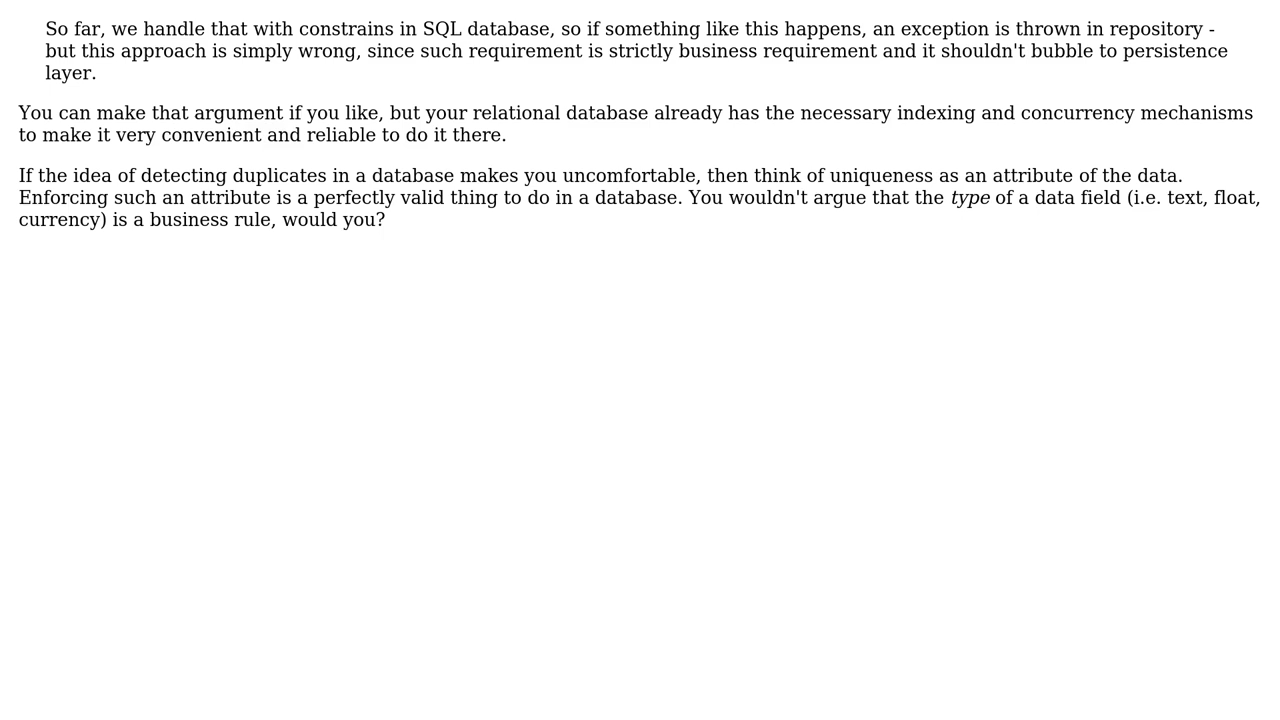 So far, we handle that with constrains in SQL database, so if something like this happens, an exception is thrown in repository -
but this approach is simply wrong, since such requirement is strictly business requirement and it shouldn't bubble to persistence
layer.
You can make that argument if you like, but your relational database already has the necessary indexing and concurrency mechanisms
to make it very convenient and reliable to do it there.
If the idea of detecting duplicates in a database makes you uncomfortable, then think of uniqueness as an attribute of the data.
Enforcing such an attribute is a perfectly valid thing to do in a database. You wouldn't argue that the type of a data field (i.e. text, float,
currency) is a business rule, would you?